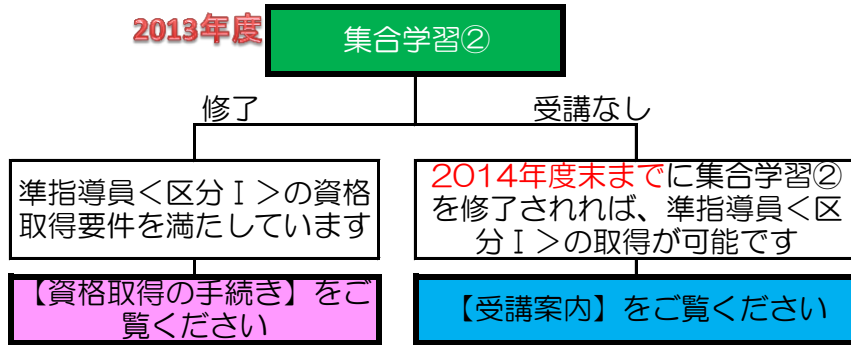 2013年度
集合学習②
修了
受講なし
準指導員＜区分Ⅰ＞の資格
取得要件を満たしています
2014年度末までに集合学習②
を修了されれば、準指導員＜区
分Ⅰ＞の取得が可能です
【資格取得の手続き】をご
覧ください
【受講案内】をご覧ください